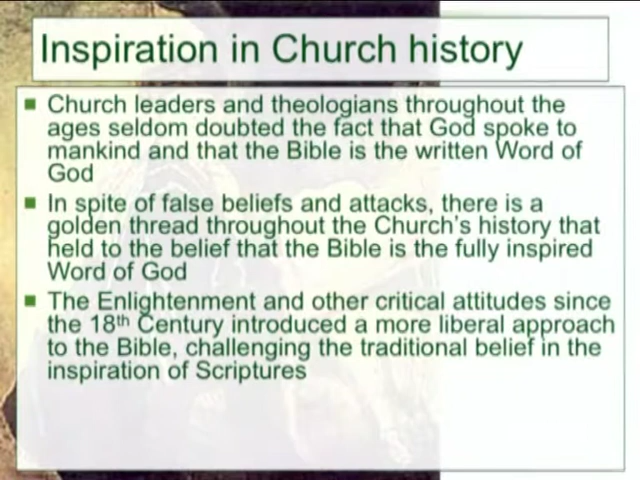 Inspiration in Church history
Church leaders and theologians throughout the
ages seldom doubted the fact that God spoke to
mankind and that the Bible is the written Word of
God
In spite of false beliefs and attacks, there is a
golden thread throughout the Church's history that
held to the belief that the Bible is the fully inspired
Word of God
The Enlightenment and other critical attitudes since
the 18th Century introduced a more liberal approach
to the Bible, challenging the traditional belief in the
inspiration of Scriptures